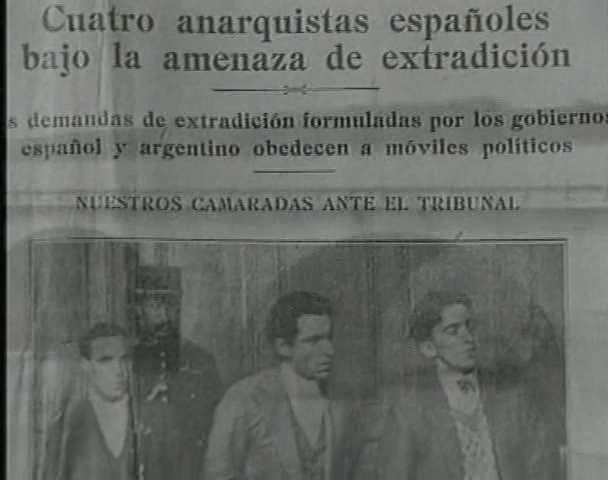 Cuatro anarquistas españoles
bajo la amenaza de extradición
s demandas de extradición formuladas por los gobiernos
español y argentino obedecen a móviles políticos
NUESTROS CAMARADAS ANTE EL TRIBUNAL